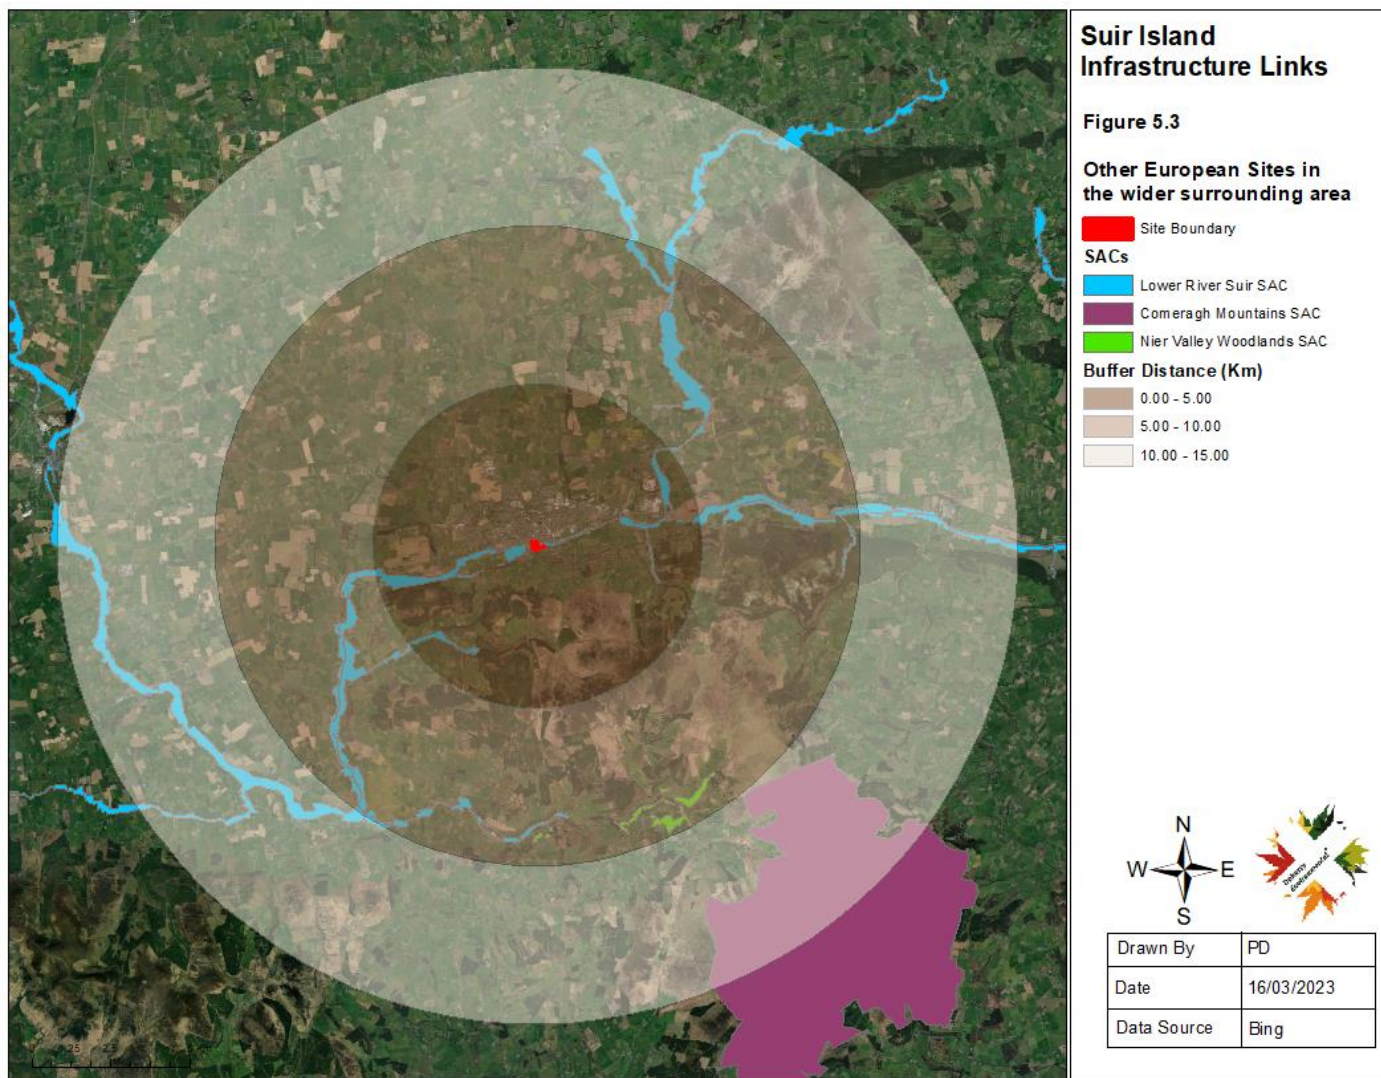 Suir Island
Infrastructure Links
Figure 5.3
Other European Sites in
the wider surrounding area
Site Boundary
SACs
Lower River Suir SAC
Comeragh Mountains SAC
Nier Valley Woodlands SAC
Buffer Distance (Km)
0.00 - 5.00
5.00 - 10.00
10.00 - 15.00
N
W E
S
Doherty
Environmental
Drawn By PD
Date 16/03/2023
Data Source Bing